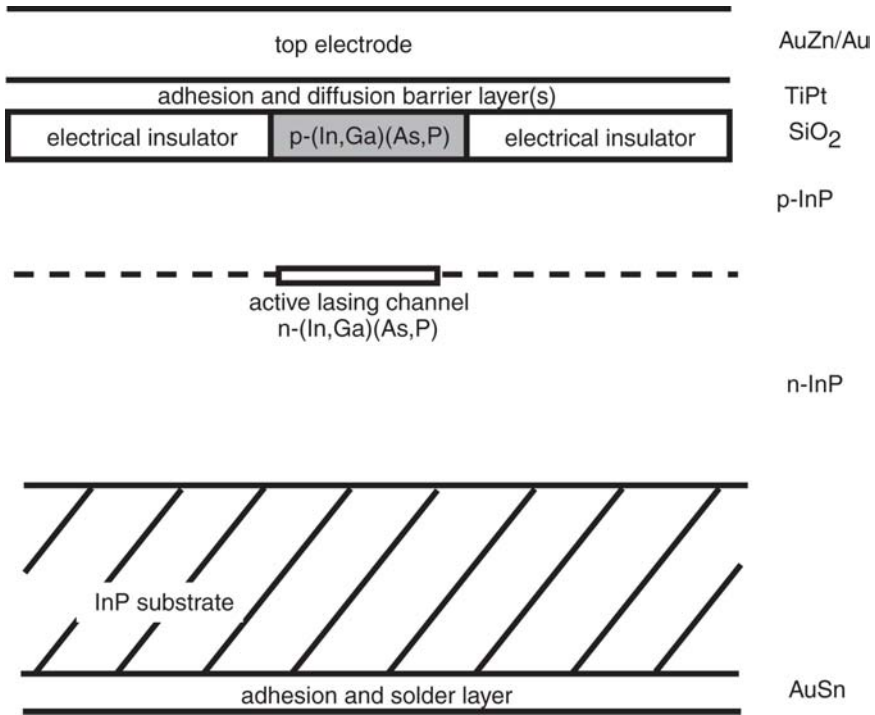 top electrode
AuZn/Au
adhesion and diffusion barrier layer(s)
TiPt
electrical insulator
p-(In,Ga)(As,P)
electrical insulator
SiO₂
p-InP
active lasing channel
n-(In,Ga)(As,P)
n-InP
InP substrate
adhesion and solder layer
AuSn